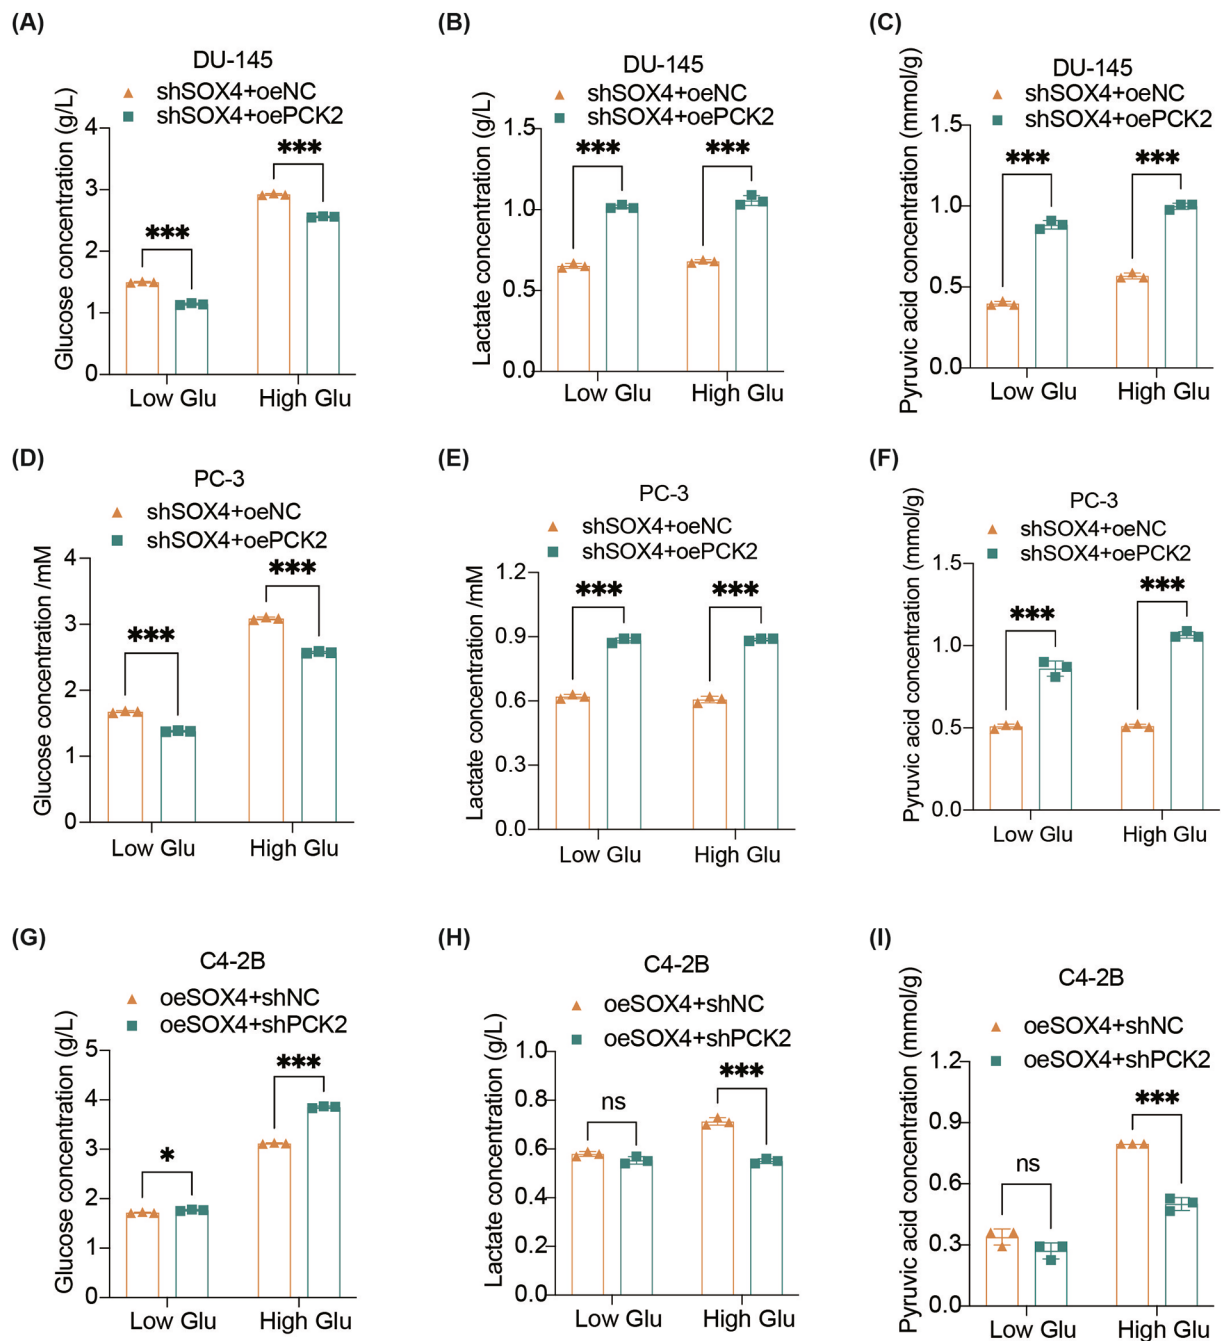 (A)
DU-145
shSOX4+oeNC
shSOX4+oePCK2
Glucose concentration (g/L)
4
3
2
1
0
***
***
Low Glu
High Glu
(B)
DU-145
shSOX4+oeNC
shSOX4+oePCK2
Lactate concentration (g/L)
1.5
1.0
0.5
0.0
***
***
Low Glu
High Glu
(C)
DU-145
shSOX4+oeNC
shSOX4+oePCK2
Pyruvic acid concentration (mmol/g)
1.5
1.0
0.5
0.0
***
***
Low Glu
High Glu
(D)
PC-3
shSOX4+oeNC
shSOX4+oePCK2
Glucose concentration /mM
4
3
2
1
0
***
***
Low Glu
High Glu
(E)
PC-3
shSOX4+oeNC
shSOX4+oePCK2
Lactate concentration /mM
1.2
0.9
0.6
0.3
0.0
***
***
Low Glu
High Glu
(F)
PC-3
shSOX4+oeNC
shSOX4+oePCK2
Pyruvic acid concentration (mmol/g)
1.5
1.0
0.5
0.0
***
***
Low Glu
High Glu
(G)
C4-2B
oeSOX4+shNC
oeSOX4+shPCK2
Glucose concentration (g/L)
5
4
3
2
1
0
*
***
Low Glu
High Glu
(H)
C4-2B
oeSOX4+shNC
oeSOX4+shPCK2
Lactate concentration (g/L)
1.0
0.8
0.6
0.4
0.2
0.0
ns
***
Low Glu
High Glu
(I)
C4-2B
oeSOX4+shNC
oeSOX4+shPCK2
Pyruvic acid concentration (mmol/g)
1.2
0.9
0.6
0.3
0.0
ns
***
Low Glu
High Glu